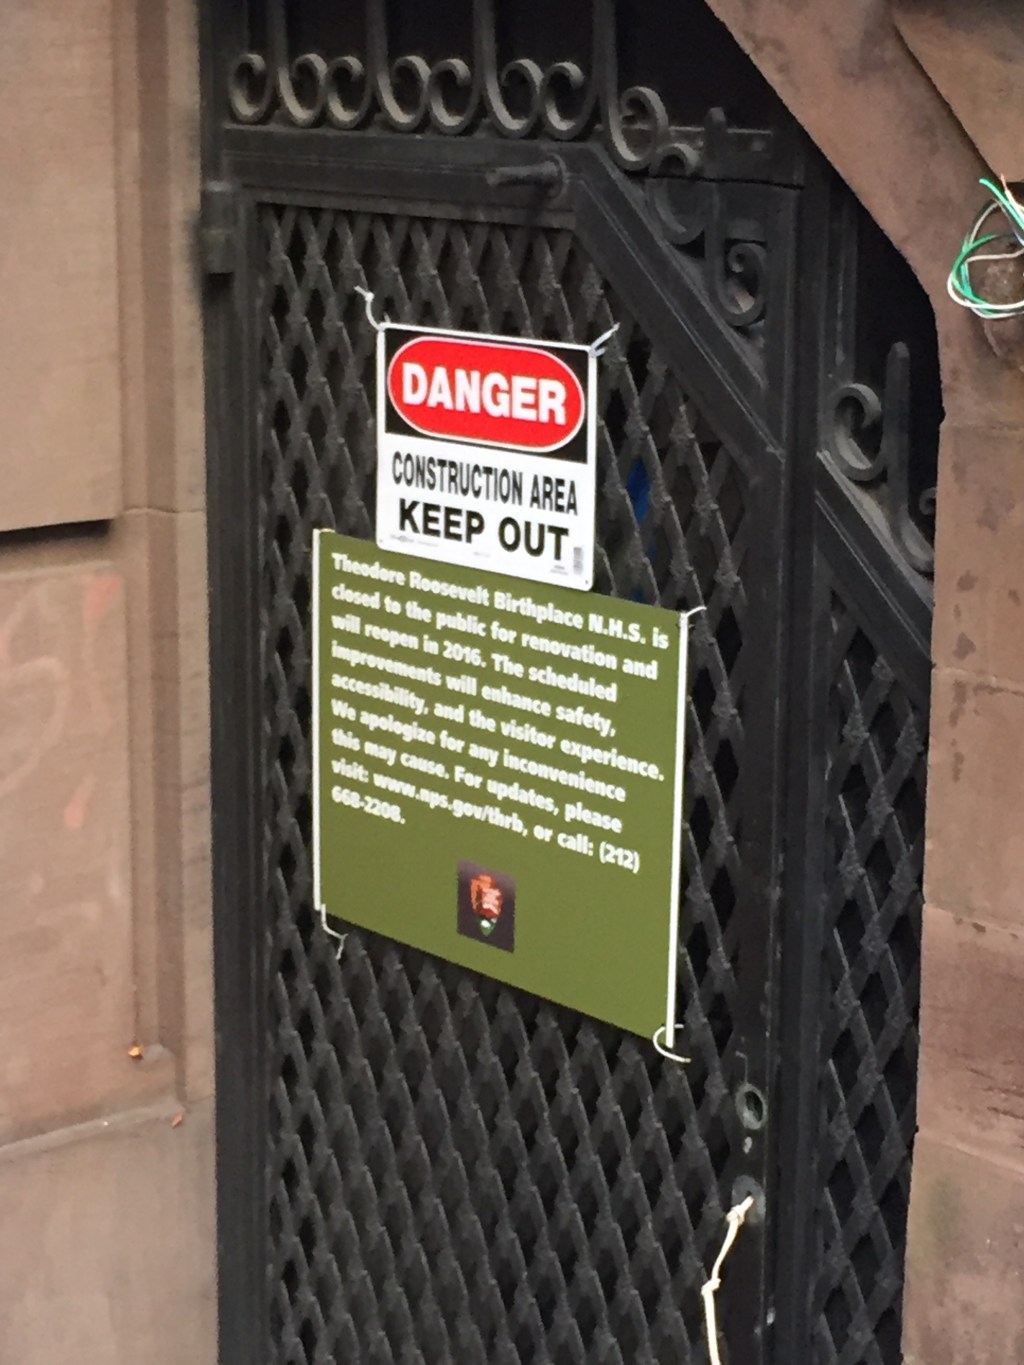 DANGER
CONSTRUCTION AREA
KEEP OUT
Theodore Roosevelt Birthplace N.H.S. is
closed to the public for renovation and
will reopen in 2016. The scheduled
improvements will enhance safety,
accessibility, and the visitor experience.
We apologize for any inconvenience
this may cause. For updates, please
visit: www.nps.gov/thrb, or call: (212)
668-2208.